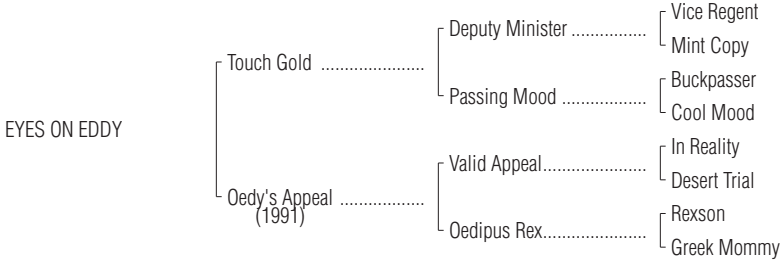 Vice Regent
Deputy Minister ................
Mint Copy
Touch Gold ......................
Buckpasser
Passing Mood ..................
Cool Mood
EYES ON EDDY
In Reality
Valid Appeal......................
Desert Trial
Oedy's Appeal ..................
(1991)
Rexson
Oedipus Rex......................
Greek Mommy